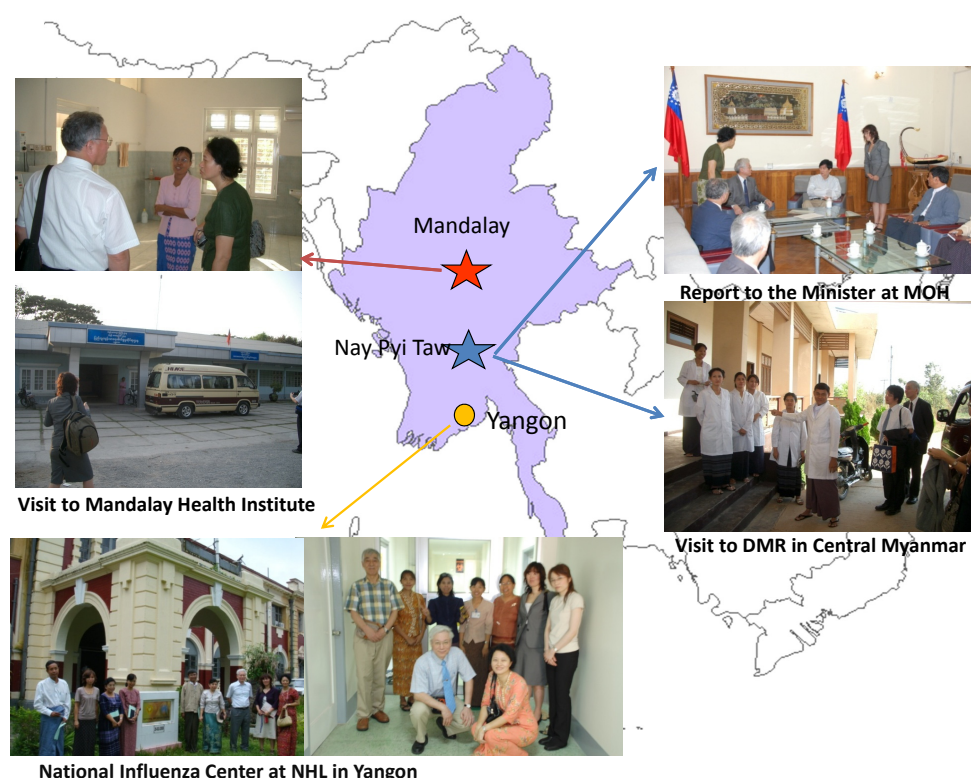 Mandalay
Nay Pyi Taw
Yangon
Report to the Minister at MOH
Visit to Mandalay Health Institute
Visit to DMR in Central Myanmar
National Influenza Center at NHL in Yangon